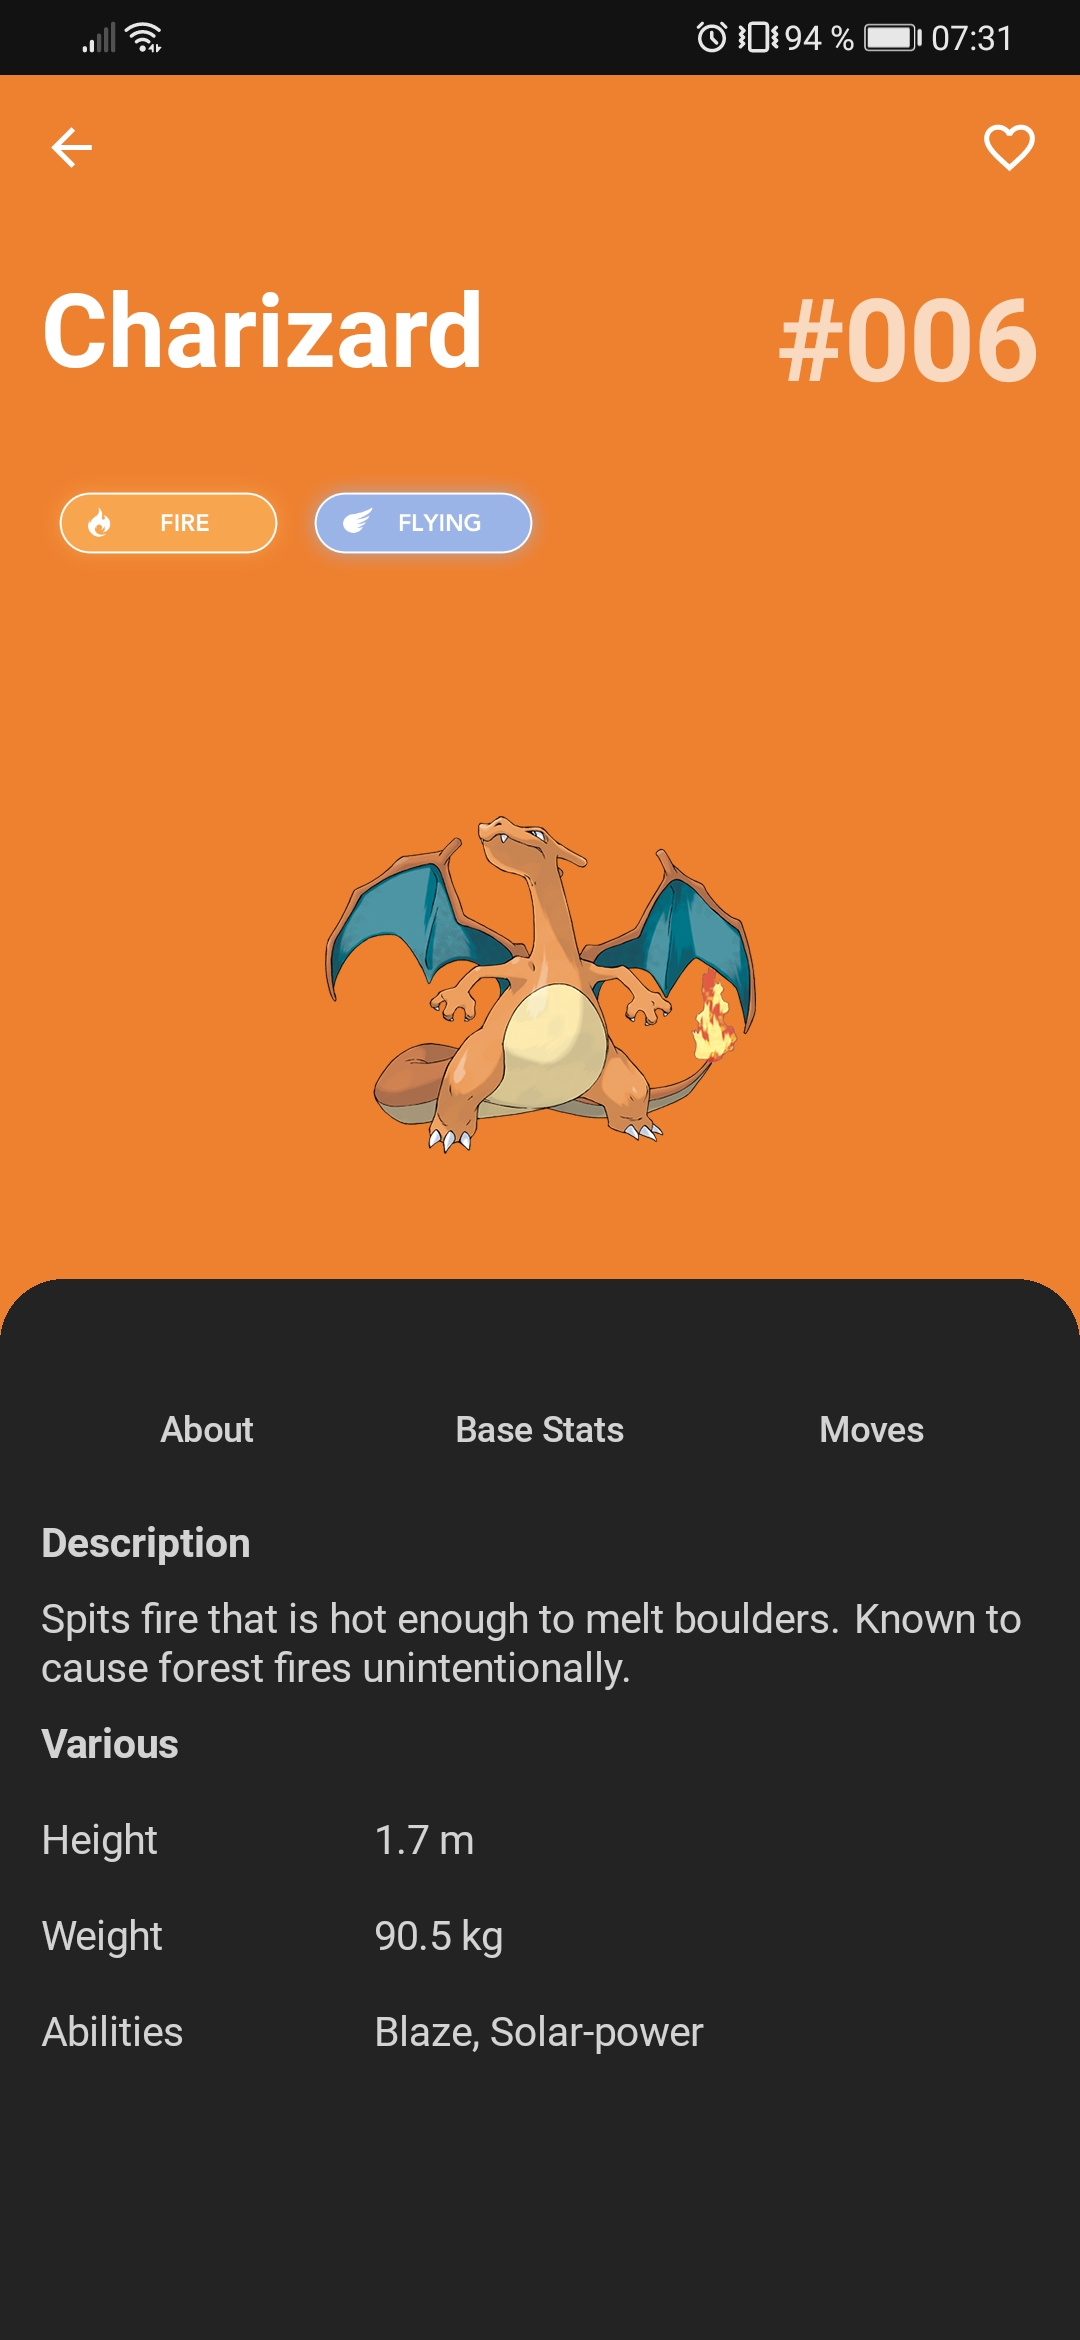 94 % 07:31
Charizard #006
FIRE FLYING
About Base Stats Moves
Description
Spits fire that is hot enough to melt boulders. Known to
cause forest fires unintentionally.
Various
Height 1.7 m
Weight 90.5 kg
Abilities Blaze, Solar-power